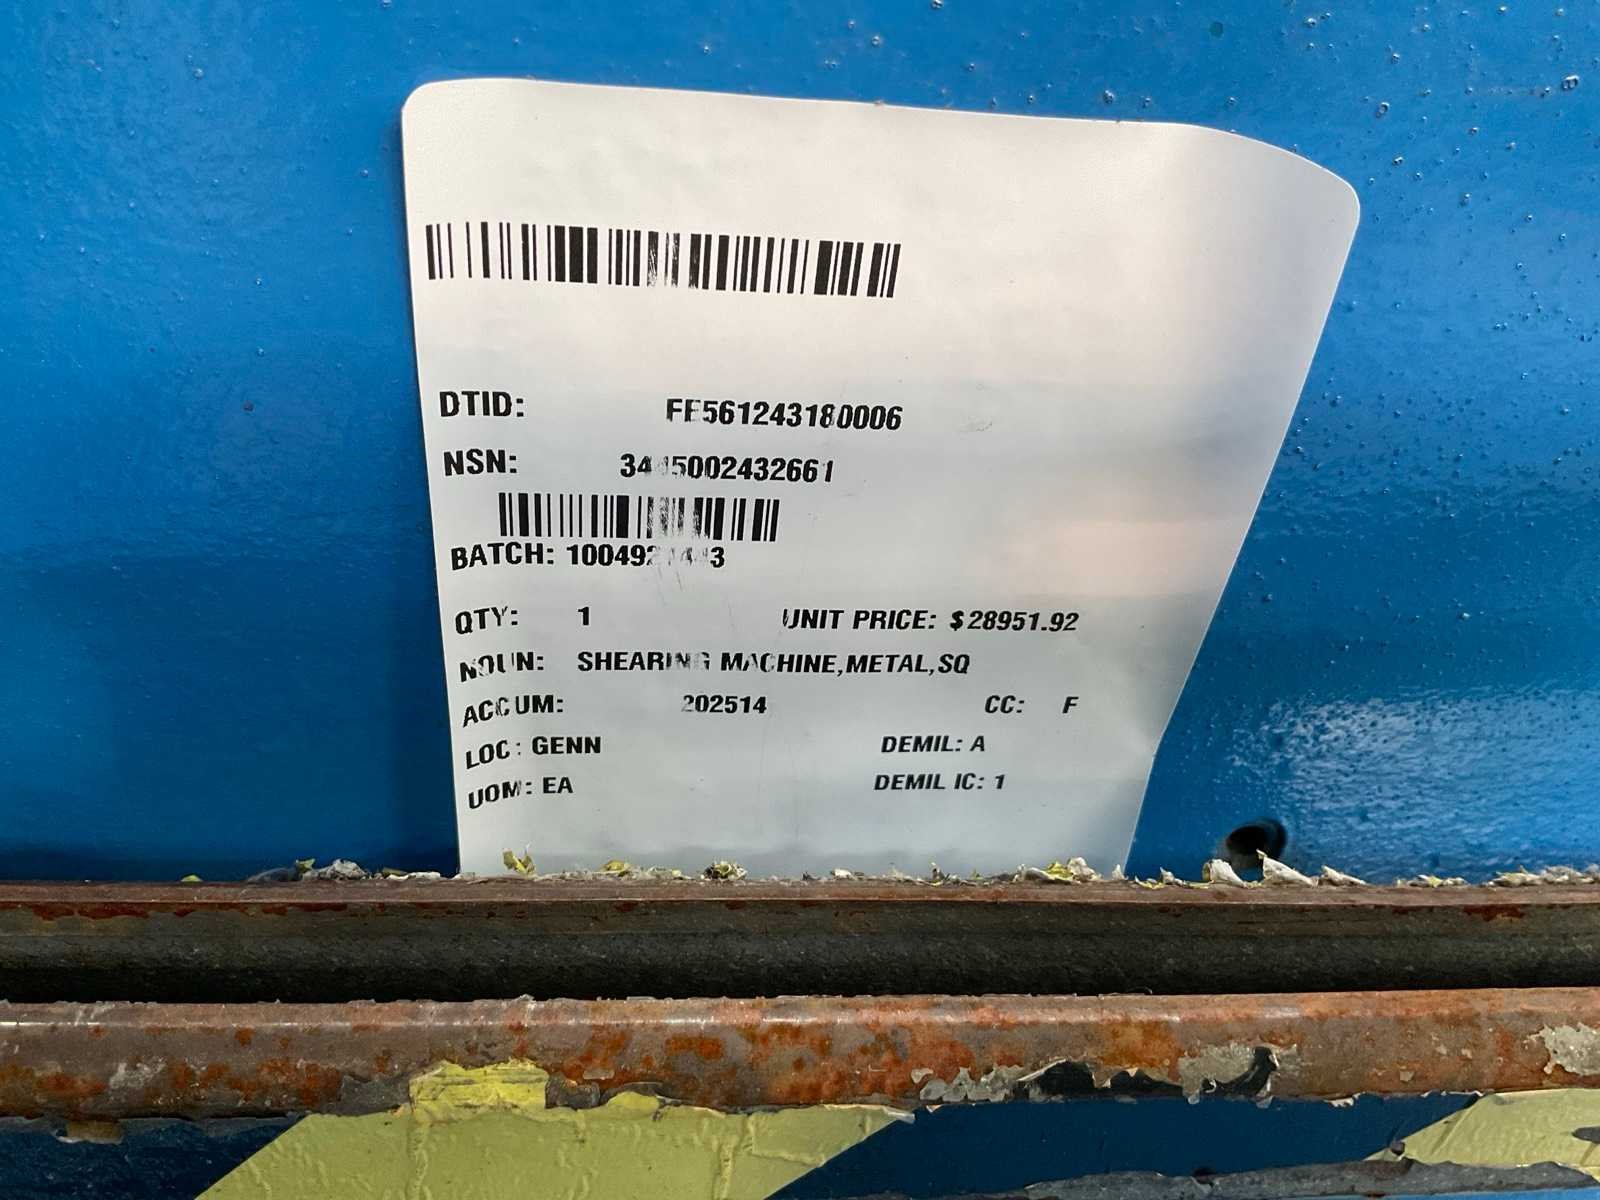 DTID: FE561243180006
NSN:
BATCH:
QTY: 1 UNIT PRICE: $28951.92
NOUN: SHEARING MACHINE,METAL,SQ
ACCUM: 202514 CC: F
LOC: GENN DEMIL: A
UOM: EA DEMIL IC: 1